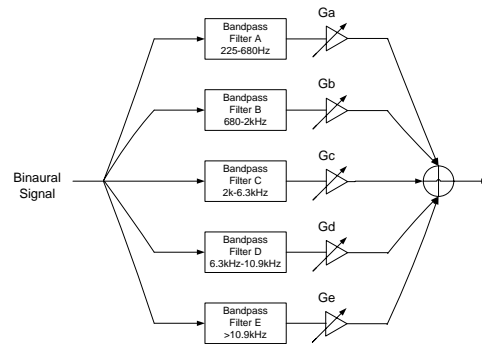 Ga
Bandpass
Filter A
225-680Hz
Gb
Bandpass
Filter B
680-2kHz
Gc
Binaural
Signal
Bandpass
Filter C
2k-6.3kHz
Gd
Bandpass
Filter D
6.3kHz-10.9kHz
Ge
Bandpass
Filter E
>10.9kHz